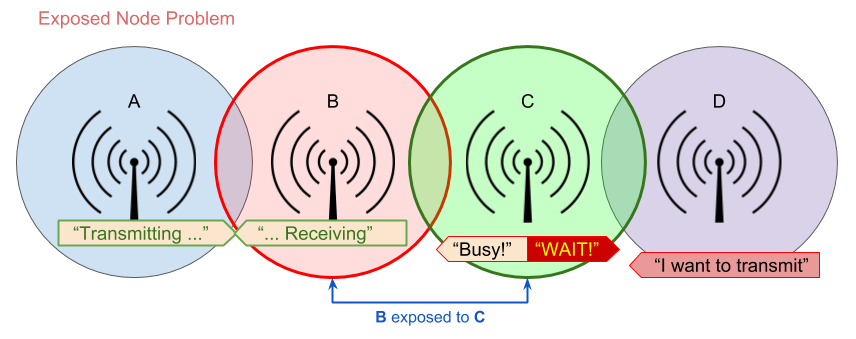 Exposed Node Problem
A
B
C
D
“Transmitting ...”
“... Receiving”
“Busy!”
“WAIT!”
“I want to transmit”
B exposed to C